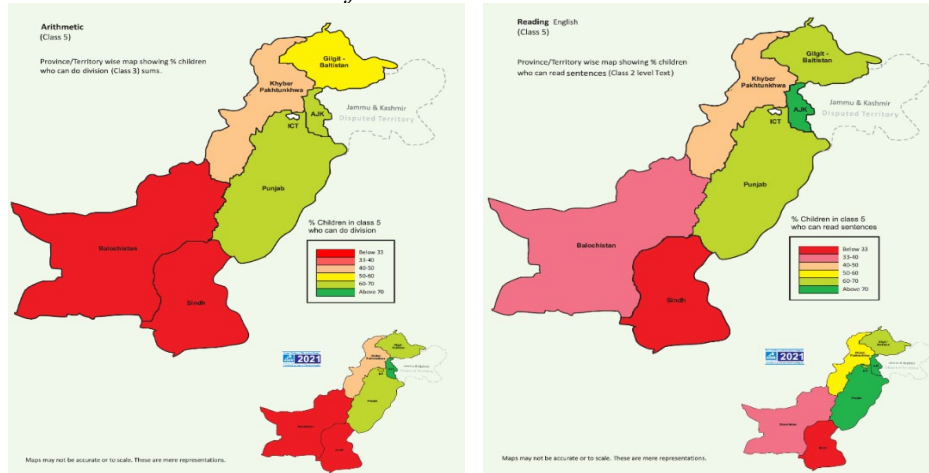 Arithmetic
(Class 5)
Province/Territory wise map showing % children
who can do division (Class 3) sums.
Gilgit -
Baltistan
Khyber
Pakhtunkhwa
Jammu & Kashmir
Disputed Territory
AJK
ICT
Punjab
Balochistan
Sindh
% Children in class 5
who can do division
Below 33
33-40
40-50
50-60
60-70
Above 70
2021
Maps may not be accurate or to scale. These are mere representations.
Reading English
(Class 5)
Province/Territory wise map showing % children
who can read sentences (Class 2 level Text)
Gilgit -
Baltistan
Khyber
Pakhtunkhwa
Jammu & Kashmir
Disputed Territory
AJK
ICT
Punjab
Balochistan
Sindh
% Children in class 5
who can read sentences
Below 33
33-40
40-50
50-60
60-70
Above 70
2021
Maps may not be accurate or to scale. These are mere representations.